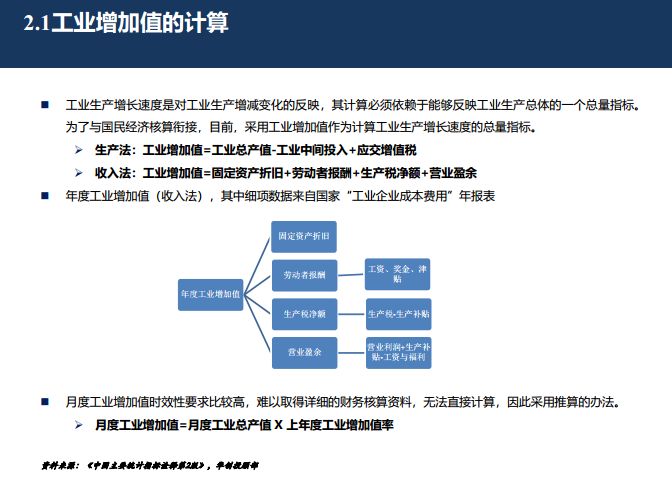 2.1工业增加值的计算
工业生产增长速度是对工业生产增减变化的反映，其计算必须依赖于能够反映工业生产总体的一个总量指标。
为了与国民经济核算衔接，目前，采用工业增加值作为计算工业生产增长速度的总量指标。
生产法：工业增加值=工业总产值-工业中间投入+应交增值税
收入法：工业增加值=固定资产折旧+劳动者报酬+生产税净额+营业盈余
年度工业增加值（收入法），其中细项数据来自国家“工业企业成本费用”年报表
年度工业增加值
固定资产折旧
劳动者报酬
工资、奖金、津
贴
生产税净额
生产税-生产补贴
营业盈余
营业利润+生产补
贴-工资与福利
月度工业增加值时效性要求比较高，难以取得详细的财务核算资料，无法直接计算，因此采用推算的办法。
月度工业增加值=月度工业总产值 X 上年度工业增加值率
资料来源：《中国主要统计指标诠释第2版》，华创投顾部